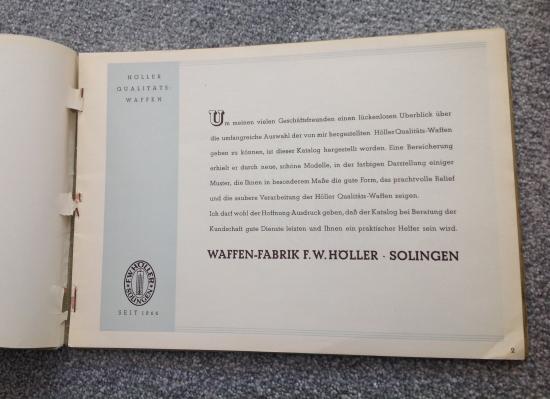 HÖLLER
QUALITÄTS-
WAFFEN
Um meinen vielen Geschäftsfreunden einen lückenlosen Überblick über
die umfangreiche Auswahl der von mir hergestellten Höller Qualitäts-Waffen
geben zu können, ist dieser Katalog hergestellt worden. Eine Bereicherung
erhielt er durch neue, schöne Modelle, in der farbigen Darstellung einiger
Muster, die Ihnen in besonderem Maße die gute Form, das prachtvolle Relief
und die saubere Verarbeitung der Höller Qualitäts-Waffen zeigen.
Ich darf wohl der Hoffnung Ausdruck geben, daß der Katalog bei Beratung der
Kundschaft gute Dienste leisten und Ihnen ein praktischer Helfer sein wird.
WAFFEN-FABRIK F. W. HÖLLER · SOLINGEN
F.W.HÖLLER
SOLINGEN
SEIT 1866
2